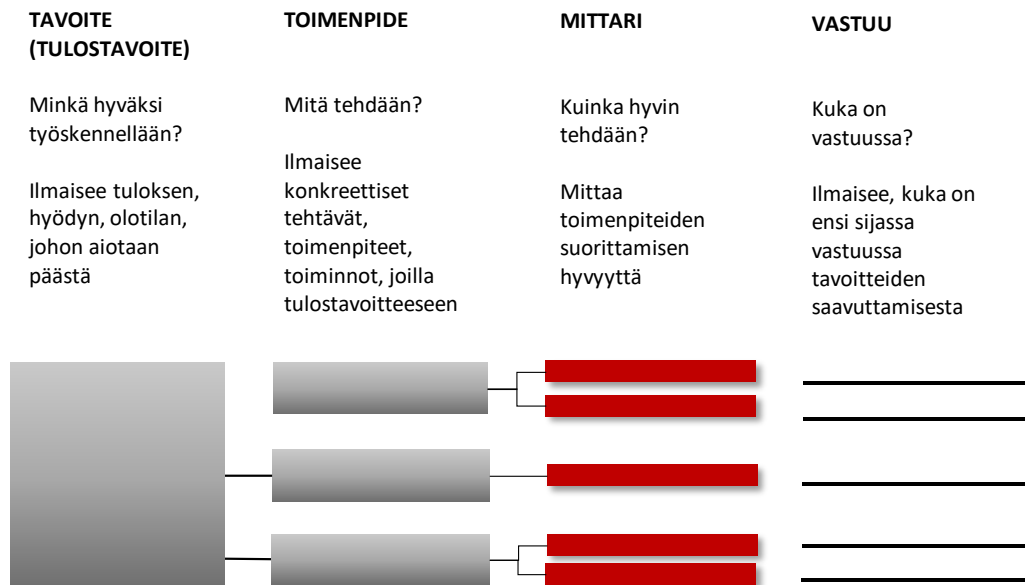 TAVOITE
(TULOSTAVOITE)
Minkä hyväksi
työskennellään?
Ilmaisee tuloksen,
hyödyn, olotilan,
johon aiotaan
päästä
TOIMENPIDE
Mitä tehdään?
Ilmaisee
konkreettiset
tehtävät,
toimenpiteet,
toiminnot, joilla
tulostavoitteeseen
MITTARI
Kuinka hyvin
tehdään?
Mittaa
toimenpiteiden
suorittamisen
hyvyyttä
VASTUU
Kuka on
vastuussa?
Ilmaisee, kuka on
ensi sijassa
vastuussa
tavoitteiden
saavuttamisesta